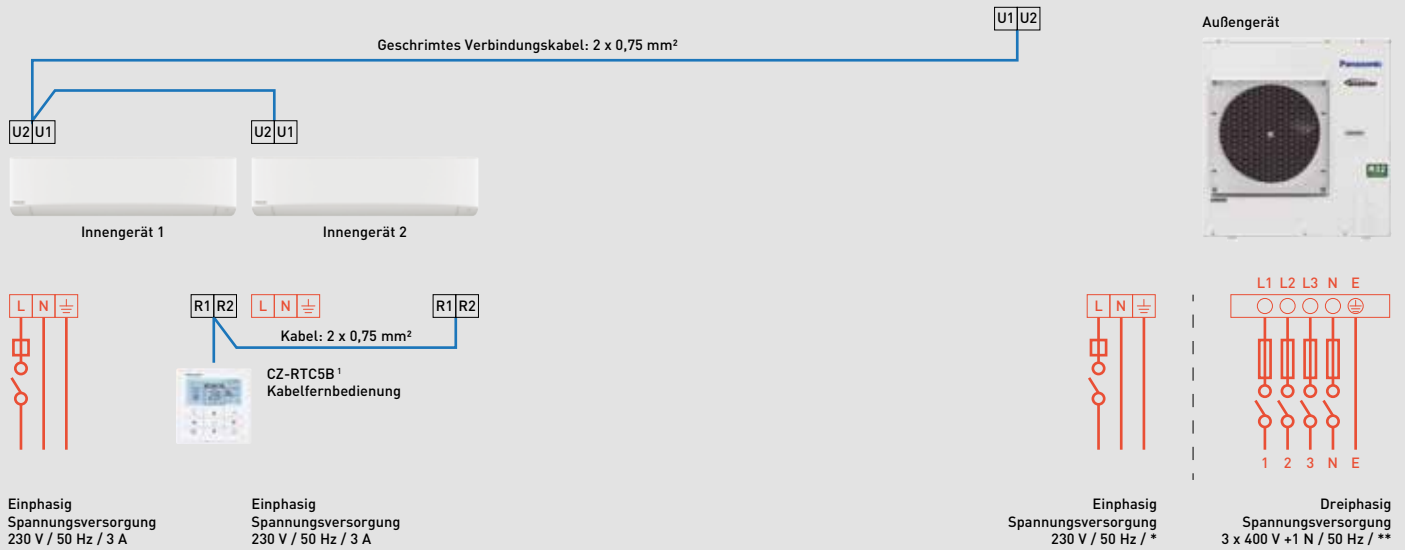 U1 U2
Außengerät
Geschrimtes Verbindungskabel: 2 x 0,75 mm²
Panasonic
U2 U1
U2 U1
R32
Innengerät 1
Innengerät 2
L1 L2 L3 N E
L N
R1 R2
L N
R1 R2
L N
Kabel: 2 x 0,75 mm²
CZ-RTC5B ¹
Kabelfernbedienung
1 2 3 N E
Einphasig
Spannungsversorgung
230 V / 50 Hz / 3 A
Einphasig
Spannungsversorgung
230 V / 50 Hz / 3 A
Einphasig
Spannungsversorgung
230 V / 50 Hz / *
Dreiphasig
Spannungsversorgung
3 x 400 V +1 N / 50 Hz / **